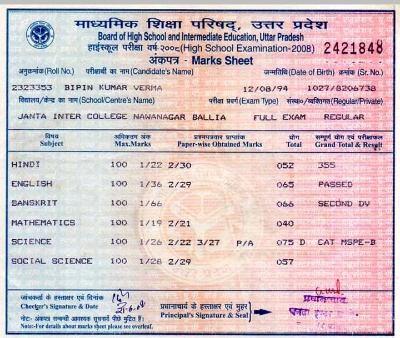 माध्यमिक शिक्षा परिषद्, उत्तर प्रदेश
Board of High School and Intermediate Education, Uttar Pradesh
हाईस्कूल परीक्षा वर्ष-२००८(High School Examination-2008) 2421848
अंकपत्र - Marks Sheet
अनुक्रमांक(Roll No.) परीक्षार्थी का नाम(Candidate's Name) जन्मतिथि(Date of Birth) क्रमांक (Sr. No.)
2323353 BIPIN KUMAR VERMA 12/08/94 1027/8206738
विद्यालय/केन्द्र का नाम(School/Centre's Name) परीक्षा प्रकार(Exam Type) संस्था०/व्यक्तिगत(Regular/Private)
JANTA INTER COLLEGE NAWANAGAR BALLIA FULL EXAM REGULAR
विषय अधिकतम अंक प्रश्नपत्रवार प्राप्तांक योग सम्पूर्ण योग एवं परीक्षाफल
Subject Max.Marks Paper-wise Obtained Marks Total Grand Total & Result
HINDI 100 1/22 2/30 052 355
ENGLISH 100 1/36 2/29 065 PASSED
SANSKRIT 100 1/66 066 SECOND DV
MATHEMATICS 100 1/19 2/21 040
SCIENCE 100 1/26 2/22 3/27 P/A 075 D CAT MSPE-B
SOCIAL SCIENCE 100 1/28 2/29 057
जांचकर्ता के हस्ताक्षर एवं दिनांक
Checker's Signature & Date
प्रधानाचार्य के हस्ताक्षर एवं मुहर
Principal's Signature & Seal
नोट:- अंकपत्र सम्बन्धी आवश्यक सूचनायें पीछे मुद्रित हैं।
Note:-For details about marks sheet please see overleaf.